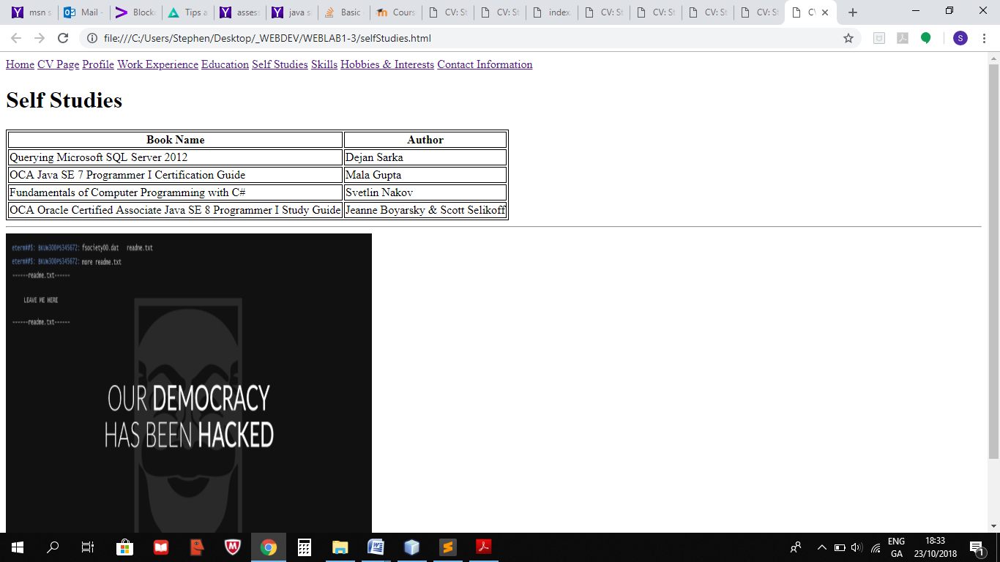 msn s
Mail -
Block
Tips a
assess
java s
Basic
Cours
CV: St
CV: St
index.
CV: St
CV: St
CV: St
CV: St
CV
file:///C:/Users/Stephen/Desktop/_WEBDEV/WEBLAB1-3/selfStudies.html
S
Home CV Page Profile Work Experience Education Self Studies Skills Hobbies & Interests Contact Information
Self Studies
Book Name Author
Querying Microsoft SQL Server 2012 Dejan Sarka
OCA Java SE 7 Programmer I Certification Guide Mala Gupta
Fundamentals of Computer Programming with C# Svetlin Nakov
OCA Oracle Certified Associate Java SE 8 Programmer I Study Guide Jeanne Boyarsky & Scott Selikoff
eterm##$: BKUW300PS345672: fsociety00.dat readme.txt
eterm##$: BKUW300PS345672: more readme.txt
------readme.txt------
LEAVE ME HERE
------readme.txt------
OUR DEMOCRACY
HAS BEEN HACKED
ENG
GA
18:33
23/10/2018
1